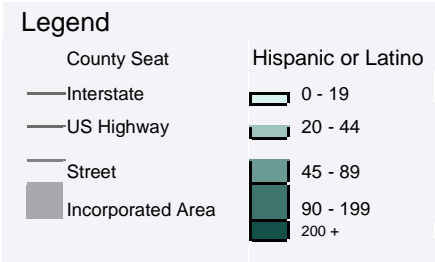 Legend
County Seat
Interstate
US Highway
Street
Incorporated Area
Hispanic or Latino
0 - 19
20 - 44
45 - 89
90 - 199
200 +